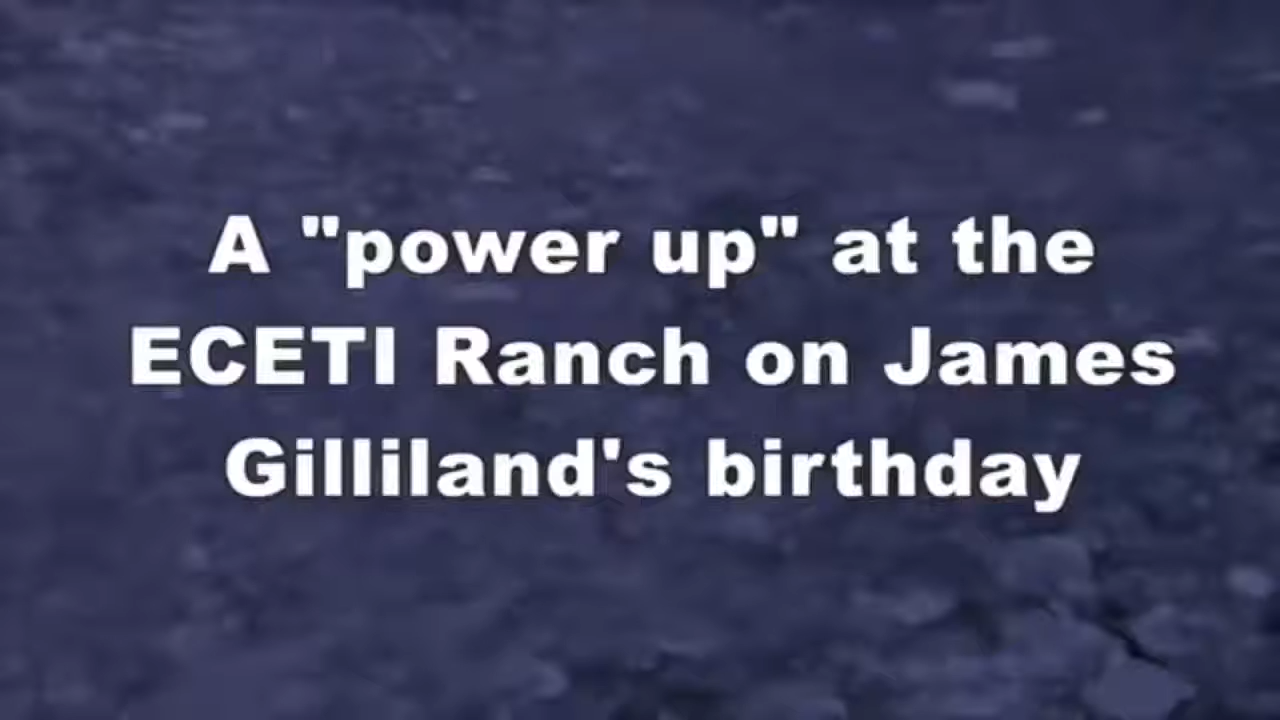 A "power up" at the
ECETI Ranch on James
Gilliland's birthday